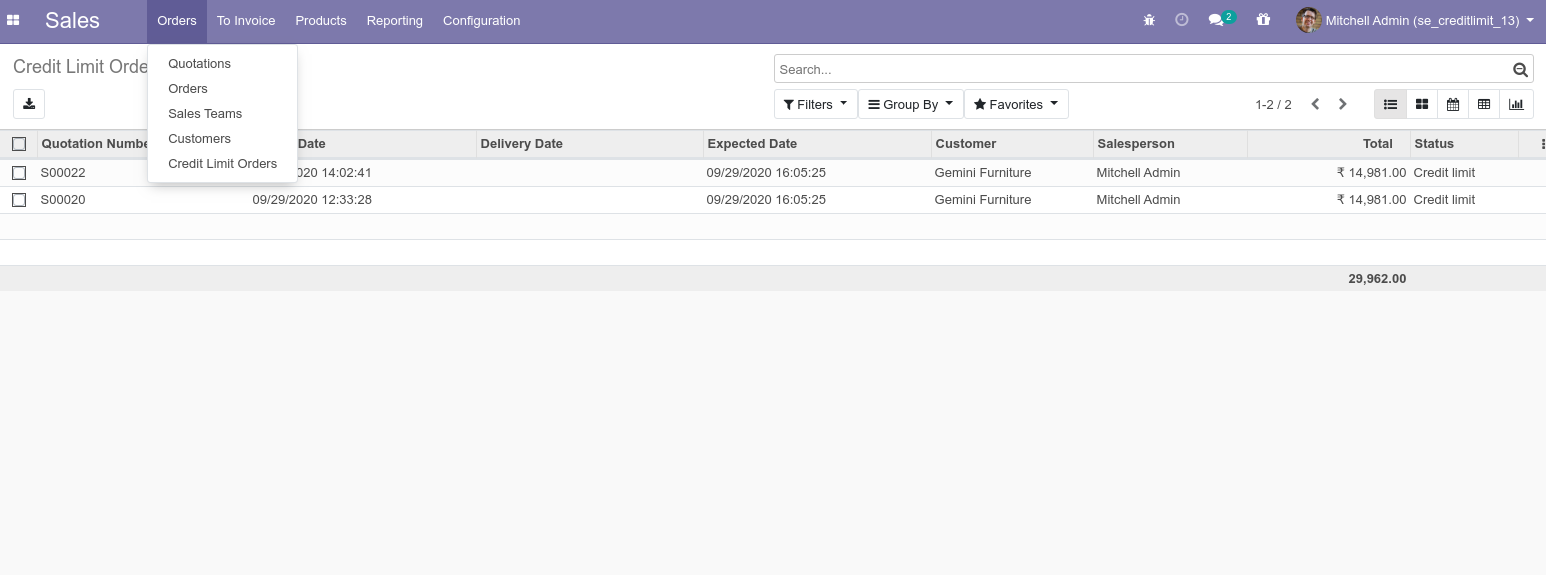 Sales Orders To Invoice Products Reporting Configuration 2 Mitchell Admin (se_creditlimit_13)
Quotations
Orders
Sales Teams
Customers
Credit Limit Orders
Credit Limit Orde
Search...
Filters Group By Favorites 1-2 / 2
Quotation Numbe Date Delivery Date Expected Date Customer Salesperson Total Status
S00022 020 14:02:41 09/29/2020 16:05:25 Gemini Furniture Mitchell Admin ₹ 14,981.00 Credit limit
S00020 09/29/2020 12:33:28 09/29/2020 16:05:25 Gemini Furniture Mitchell Admin ₹ 14,981.00 Credit limit
29,962.00